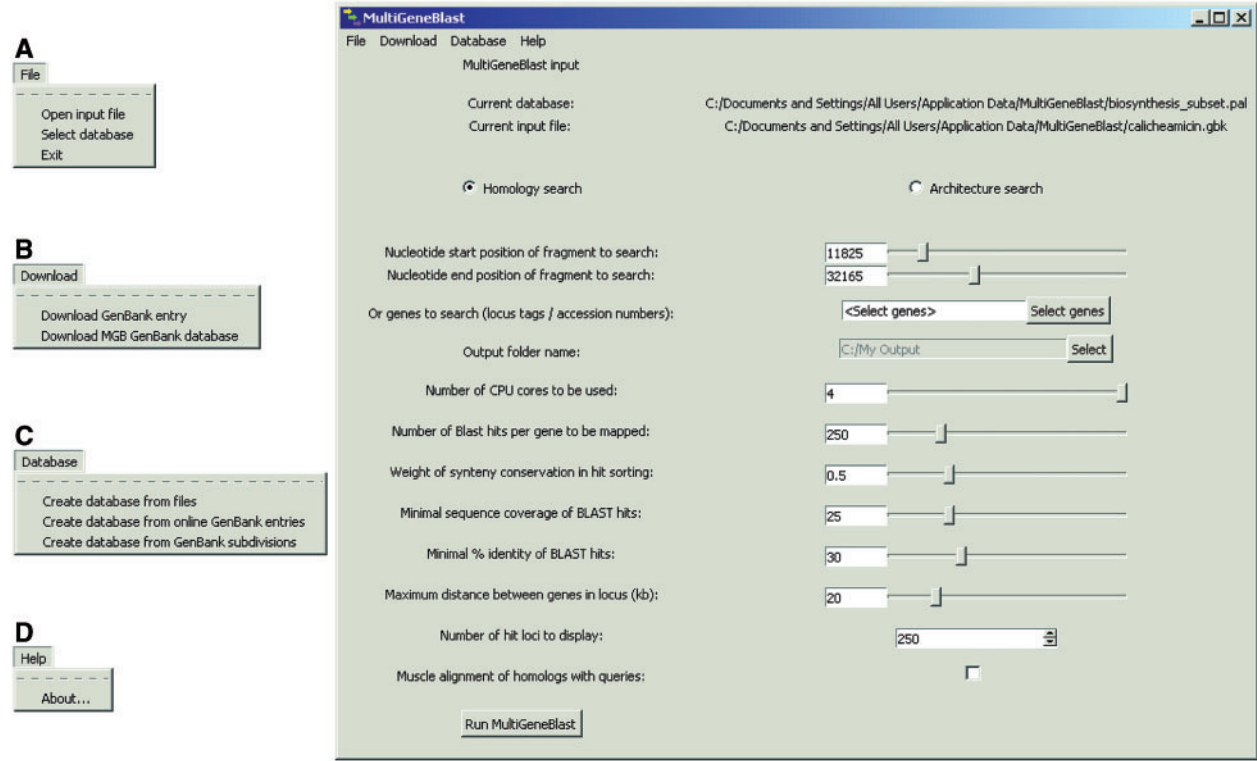 A
File
Open input file
Select database
Exit
B
Download
Download GenBank entry
Download MGB GenBank database
C
Database
Create database from files
Create database from online GenBank entries
Create database from GenBank subdivisions
D
Help
About...
MultiGeneBlast
File Download Database Help
MultiGeneBlast input
Current database: C:/Documents and Settings/All Users/Application Data/MultiGeneBlast/biosynthesis_subset.pal
Current input file: C:/Documents and Settings/All Users/Application Data/MultiGeneBlast/calicheamicin.gbk
Homology search Architecture search
Nucleotide start position of fragment to search: 11825
Nucleotide end position of fragment to search: 32165
Or genes to search (locus tags / accession numbers): <Select genes> Select genes
Output folder name: C:/My Output Select
Number of CPU cores to be used: 4
Number of Blast hits per gene to be mapped: 250
Weight of synteny conservation in hit sorting: 0.5
Minimal sequence coverage of BLAST hits: 25
Minimal % identity of BLAST hits: 30
Maximum distance between genes in locus (kb): 20
Number of hit loci to display: 250
Muscle alignment of homologs with queries:
Run MultiGeneBlast